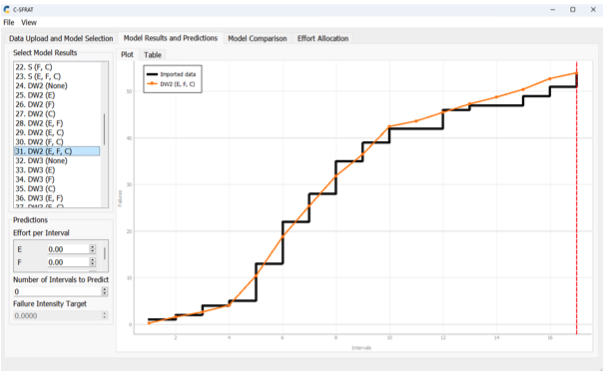 C-SFRAT
File View
Data Upload and Model Selection Model Results and Predictions Model Comparison Effort Allocation
Select Model Results
22. S (F, C)
23. S (E, F, C)
24. DW2 (None)
25. DW2 (E)
26. DW2 (F)
27. DW2 (C)
28. DW2 (E, F)
29. DW2 (E, C)
30. DW2 (F, C)
31. DW2 (E, F, C)
32. DW3 (None)
33. DW3 (E)
34. DW3 (F)
35. DW3 (C)
36. DW3 (E, F)
37. DW3 (E, C)
Predictions
Effort per Interval
E 0.00
F 0.00
Number of Intervals to Predict
0
Failure Intensity Target
0.0000
Plot Table
Imported data
DW2 (E, F, C)
Failures
50
40
30
20
10
0
2 4 6 8 10 12 14 16
Intervals